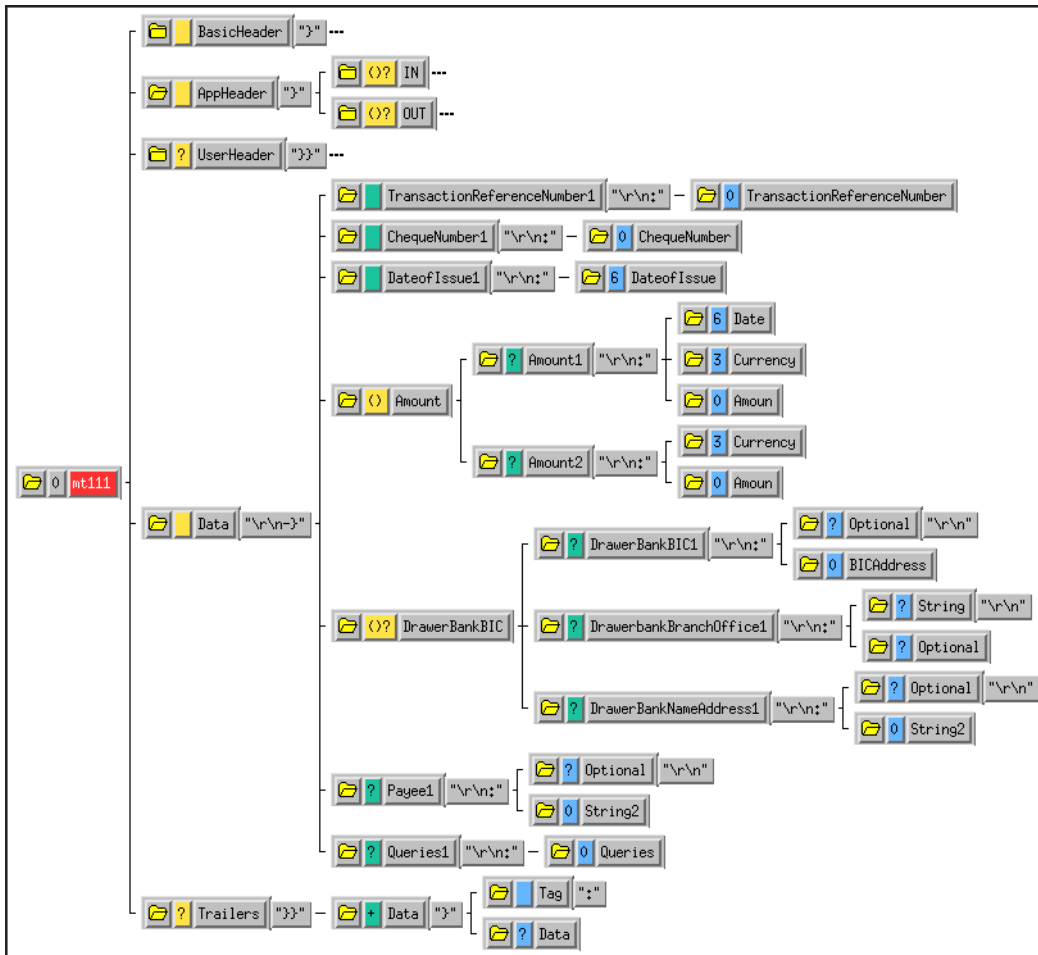 BasicHeader "}" ---
()? IN ---
AppHeader "}"
()? OUT ---
? UserHeader "}}" ---
TransactionReferenceNumber1 "\r\n:" 0 TransactionReferenceNumber
ChequeNumber1 "\r\n:" 0 ChequeNumber
DateofIssue1 "\r\n:" 6 DateofIssue
6 Date
? Amount1 "\r\n:" 3 Currency
0 Amoun
() Amount
3 Currency
? Amount2 "\r\n:"
0 Amoun
0 mt111
Data "\r\n-}"
? Optional "\r\n"
? DrawerBankBIC1 "\r\n:"
0 BICAddress
? String "\r\n"
()? DrawerBankBIC ? DrawerbankBranchOffice1 "\r\n:"
? Optional
? Optional "\r\n"
? DrawerBankNameAddress1 "\r\n:"
0 String2
? Optional "\r\n"
? Payee1 "\r\n:"
0 String2
? Queries1 "\r\n:" 0 Queries
Tag ":"
? Trailers "}}" + Data "}"
? Data